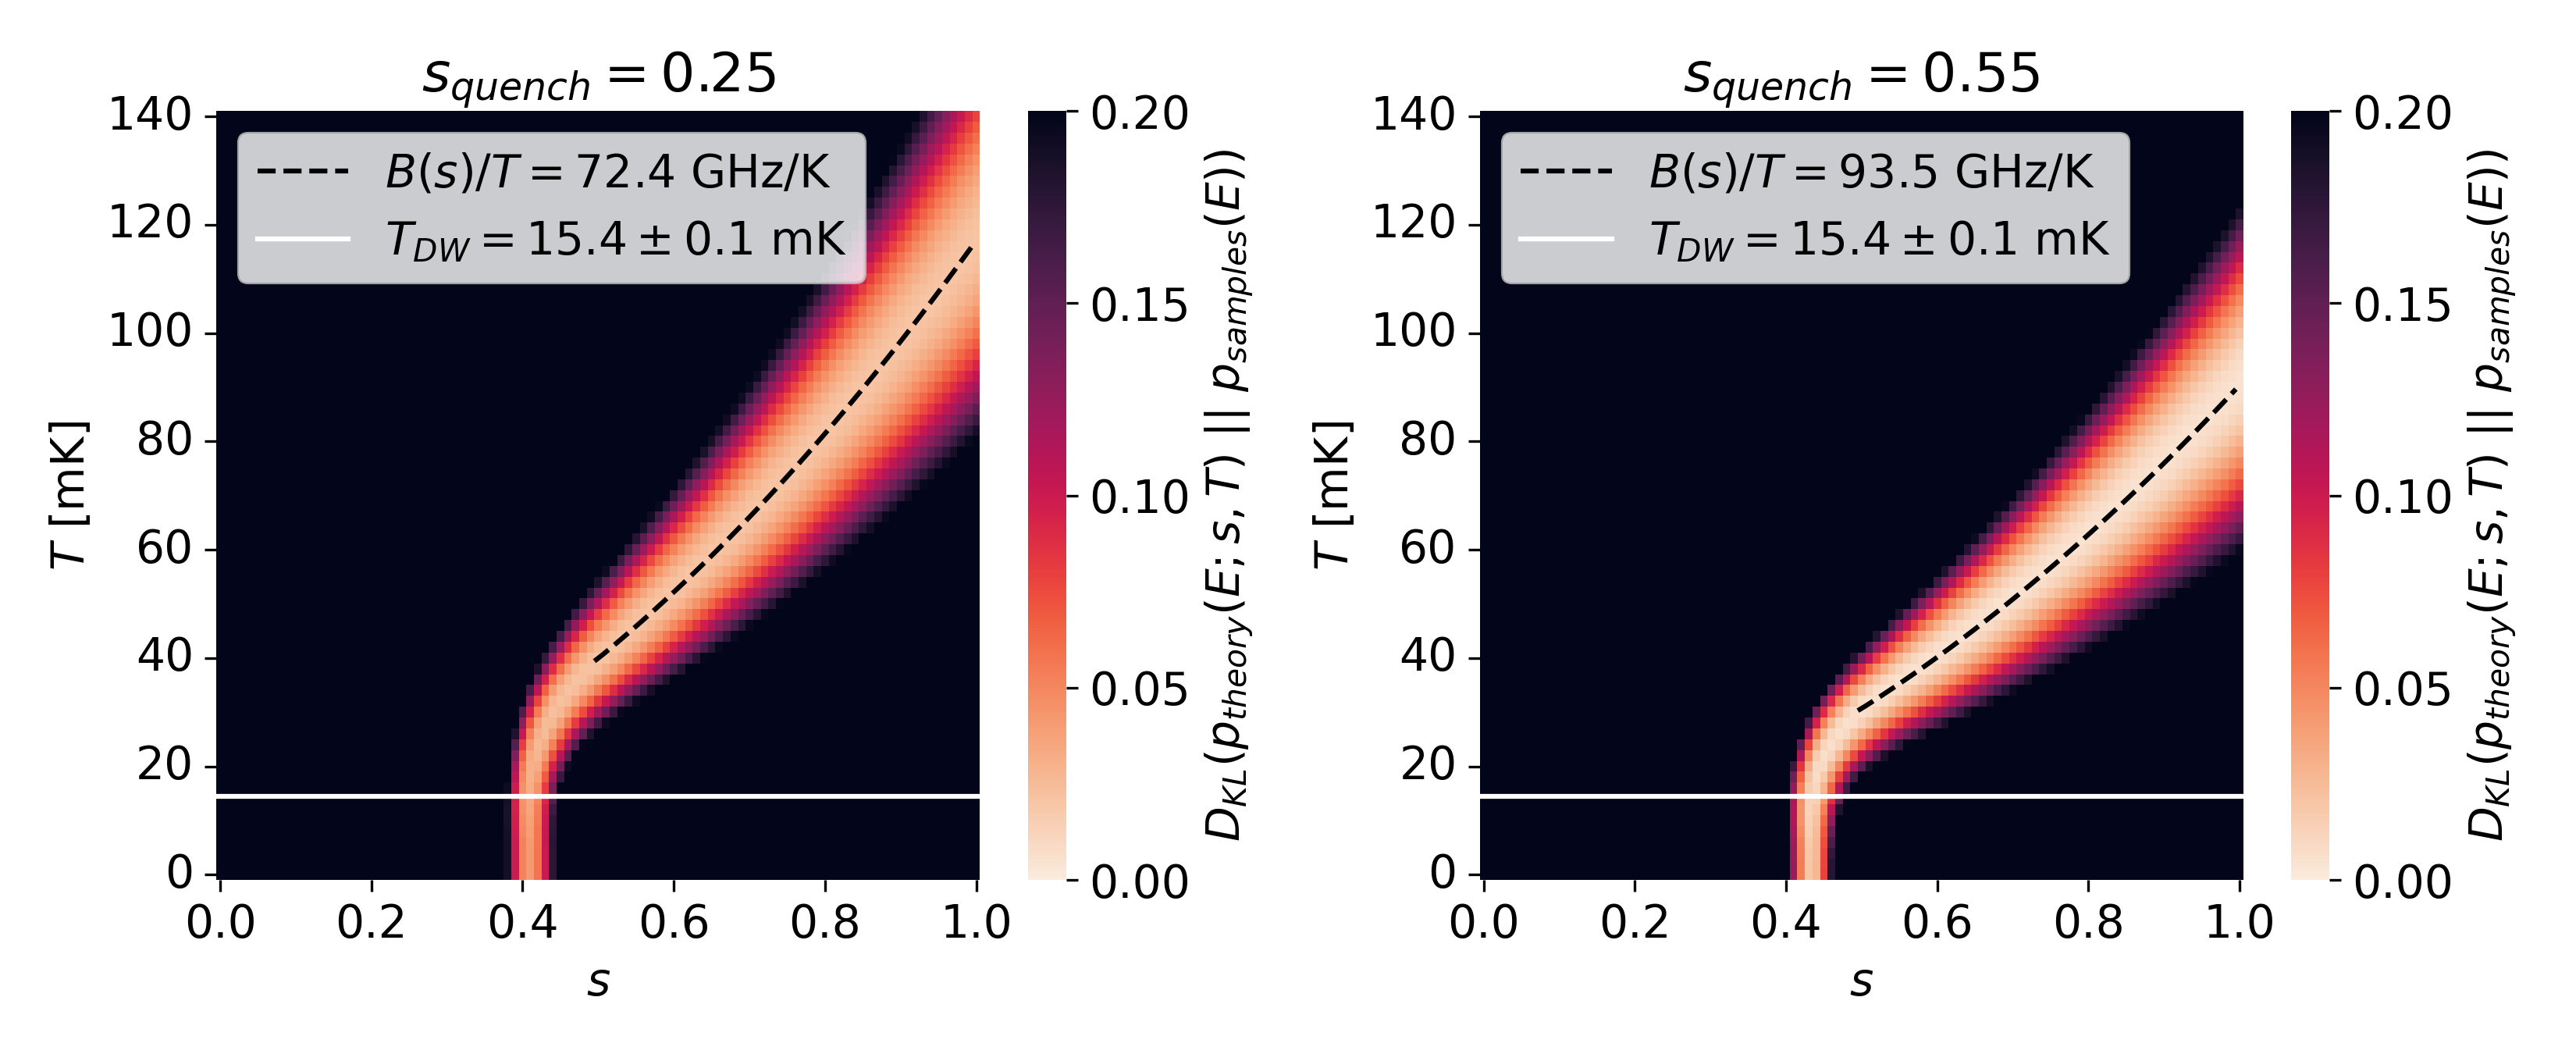 s_quench = 0.25
B(s)/T = 72.4 GHz/K
T_DW = 15.4 ± 0.1 mK
140
120
100
80
60
40
20
0
T [mK]
0.0 0.2 0.4 0.6 0.8 1.0
s
0.20
0.15
0.10
0.05
0.00
D_KL(p_theory(E; s, T) || p_samples(E))
s_quench = 0.55
B(s)/T = 93.5 GHz/K
T_DW = 15.4 ± 0.1 mK
140
120
100
80
60
40
20
0
T [mK]
0.0 0.2 0.4 0.6 0.8 1.0
s
0.20
0.15
0.10
0.05
0.00
D_KL(p_theory(E; s, T) || p_samples(E))